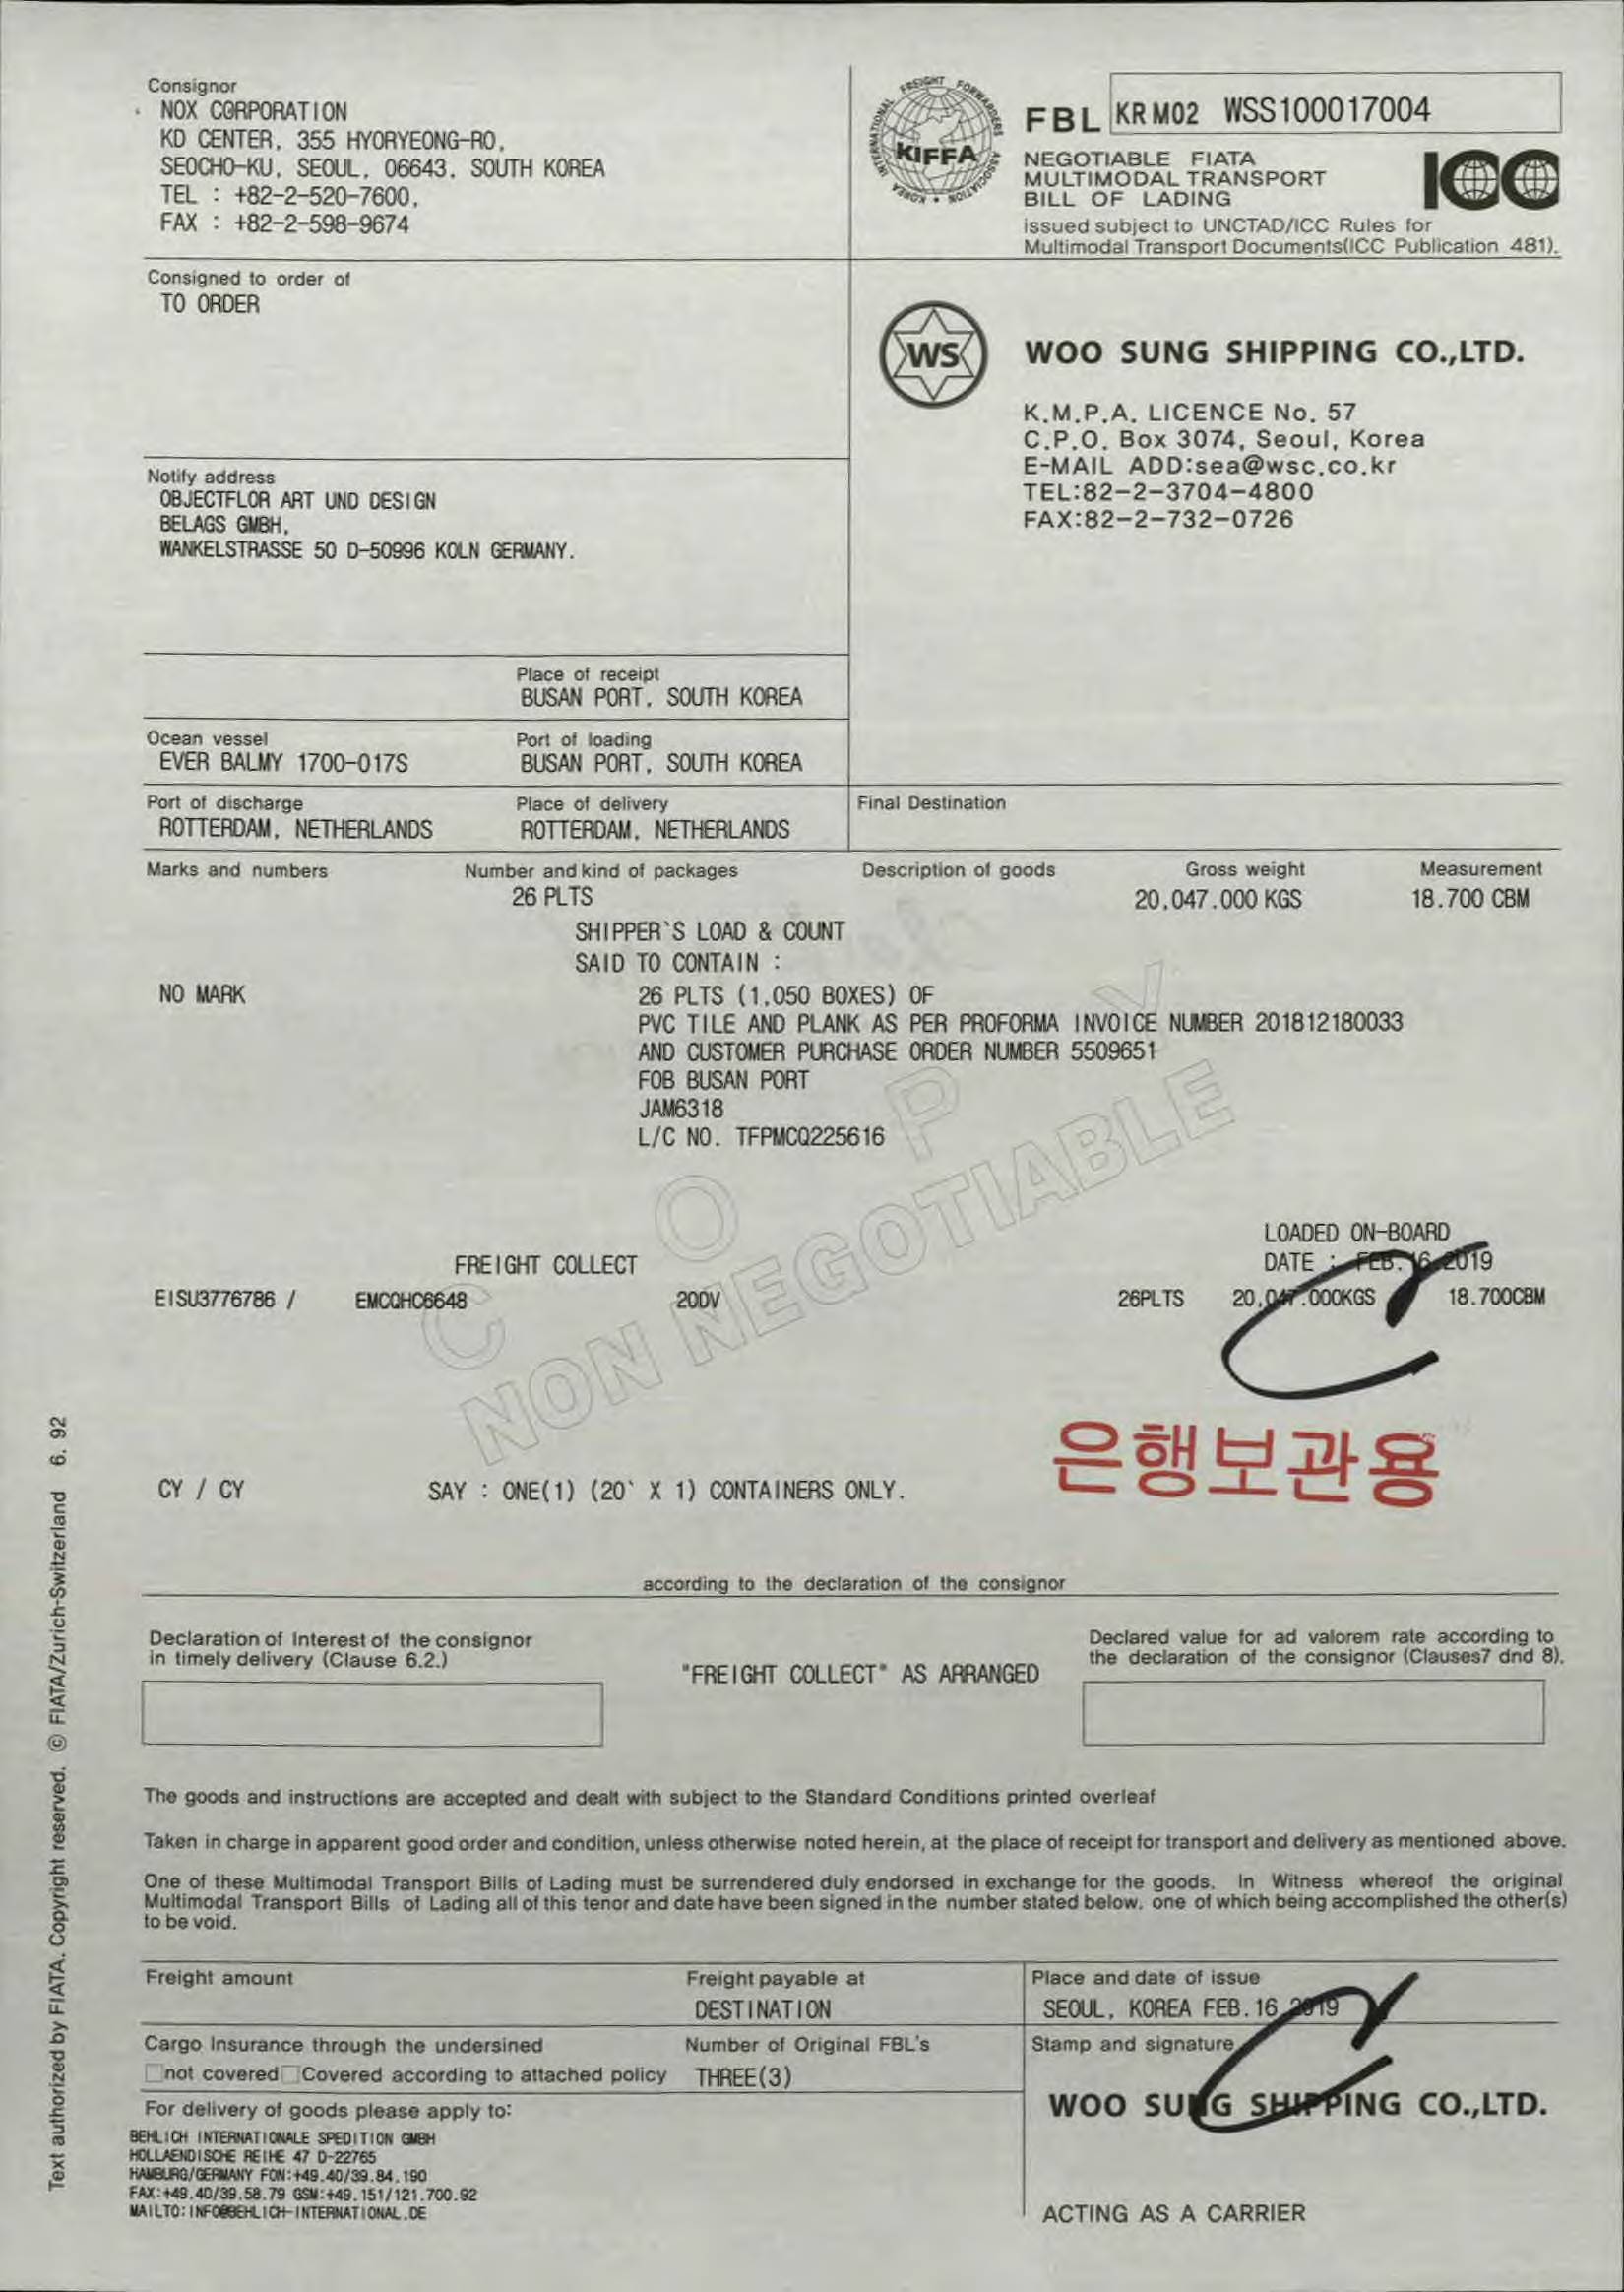 Consignor
NOX CORPORATION
KD CENTER, 355 HYORYEONG-RO,
SEOCHO-KU, SEOUL, 06643, SOUTH KOREA
TEL : +82-2-520-7600,
FAX : +82-2-598-9674
KOREA INTERNATIONAL FREIGHT FORWARDERS ASSOCIATION
KIFFA
FBL KR M02 WSS100017004
NEGOTIABLE FIATA
MULTIMODAL TRANSPORT
BILL OF LADING
ICC
issued subject to UNCTAD/ICC Rules for
Multimodal Transport Documents(ICC Publication 481).
Consigned to order of
TO ORDER
WS
WOO SUNG SHIPPING CO.,LTD.
K.M.P.A. LICENCE No. 57
C.P.O. Box 3074, Seoul, Korea
E-MAIL ADD:sea@wsc.co.kr
TEL:82-2-3704-4800
FAX:82-2-732-0726
Notify address
OBJECTFLOR ART UND DESIGN
BELAGS GMBH,
WANKELSTRASSE 50 D-50996 KOLN GERMANY.
Place of receipt
BUSAN PORT, SOUTH KOREA
Ocean vessel Port of loading
EVER BALMY 1700-017S BUSAN PORT, SOUTH KOREA
Port of discharge Place of delivery Final Destination
ROTTERDAM, NETHERLANDS ROTTERDAM, NETHERLANDS
Marks and numbers Number and kind of packages Description of goods Gross weight Measurement
26 PLTS 20,047.000 KGS 18.700 CBM
SHIPPER`S LOAD & COUNT
SAID TO CONTAIN :
NO MARK 26 PLTS (1,050 BOXES) OF
PVC TILE AND PLANK AS PER PROFORMA INVOICE NUMBER 201812180033
AND CUSTOMER PURCHASE ORDER NUMBER 5509651
FOB BUSAN PORT
JAM6318
L/C NO. TFPMCQ225616
COPY
NON NEGOTIABLE
LOADED ON-BOARD
FREIGHT COLLECT DATE : FEB.16,2019
EISU3776786 / EMCQHC6648 20DV 26PLTS 20,047.000KGS 18.700CBM
은행보관용
CY / CY SAY : ONE(1) (20` X 1) CONTAINERS ONLY.
according to the declaration of the consignor
Declaration of Interest of the consignor
in timely delivery (Clause 6.2.)
"FREIGHT COLLECT" AS ARRANGED
Declared value for ad valorem rate according to
the declaration of the consignor (Clauses7 dnd 8).
The goods and instructions are accepted and dealt with subject to the Standard Conditions printed overleaf
Taken in charge in apparent good order and condition, unless otherwise noted herein, at the place of receipt for transport and delivery as mentioned above.
One of these Multimodal Transport Bills of Lading must be surrendered duly endorsed in exchange for the goods. In Witness whereof the original
Multimodal Transport Bills of Lading all of this tenor and date have been signed in the number stated below. one of which being accomplished the other(s)
to be void.
Freight amount Freight payable at Place and date of issue
DESTINATION SEOUL, KOREA FEB.16,2019
Cargo Insurance through the undersined Number of Original FBL's Stamp and signature
not covered Covered according to attached policy THREE(3)
WOO SUNG SHIPPING CO.,LTD.
For delivery of goods please apply to:
BEHLICH INTERNATIONALE SPEDITION GMBH
HOLLAENDISCHE REIHE 47 D-22765
HAMBURG/GERMANY FON:+49.40/39.84.190
FAX:+49.40/39.58.79 GSM:+49.151/121.700.92
MAILTO:INFO@BEHLICH-INTERNATIONAL.DE
ACTING AS A CARRIER
Text authorized by FIATA. Copyright reserved. © FIATA/Zurich-Switzerland 6. 92